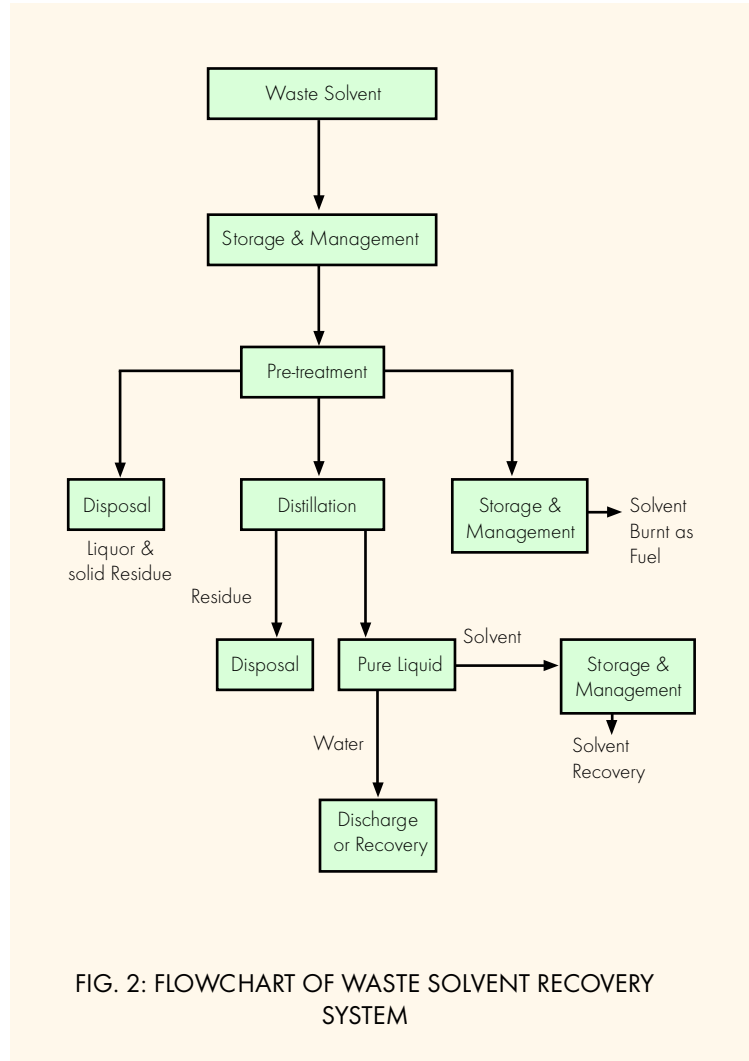 Waste Solvent
Storage & Management
Pre-treatment
Disposal
Liquor &
solid Residue
Distillation
Storage &
Management
Solvent
Burnt as
Fuel
Residue
Disposal
Pure Liquid
Solvent
Storage &
Management
Solvent
Recovery
Water
Discharge
or Recovery
FIG. 2: FLOWCHART OF WASTE SOLVENT RECOVERY
SYSTEM